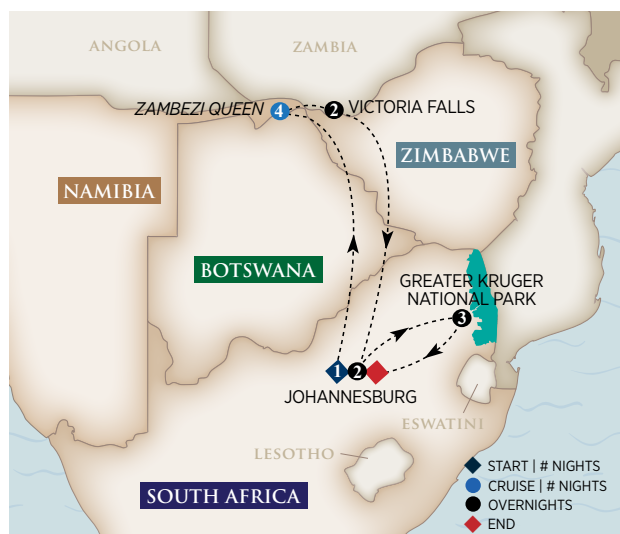 ANGOLA
ZAMBIA
ZAMBEZI QUEEN 4 2 VICTORIA FALLS
ZIMBABWE
NAMIBIA
BOTSWANA
GREATER KRUGER
NATIONAL PARK
3
1 2
JOHANNESBURG
ESWATINI
LESOTHO
SOUTH AFRICA
START | # NIGHTS
CRUISE | # NIGHTS
OVERNIGHTS
END